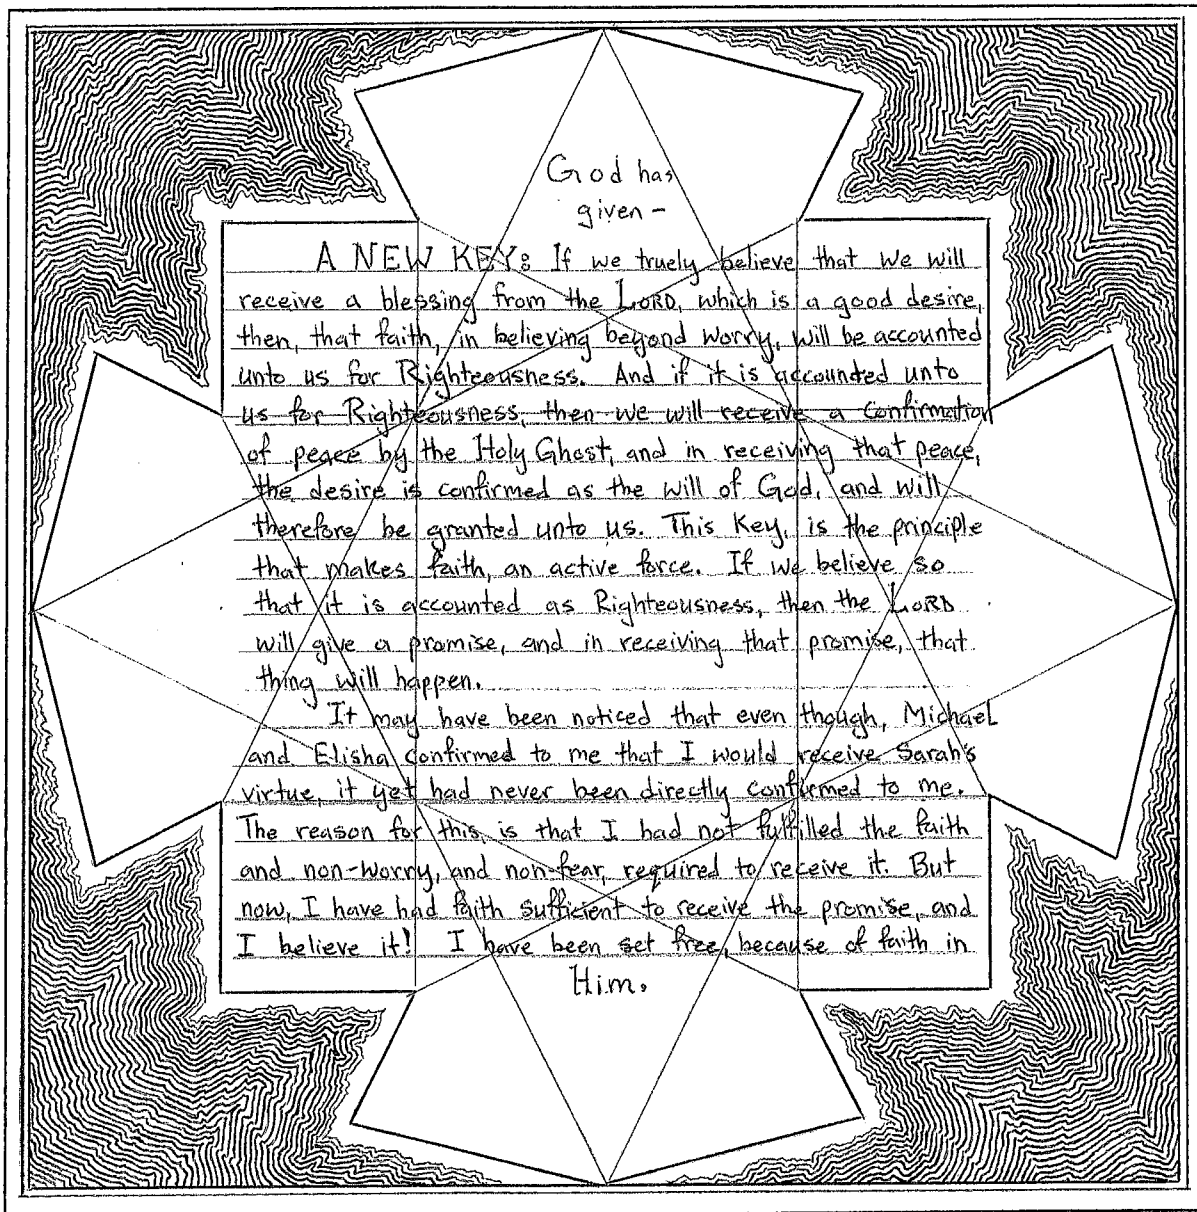 God has
given -
A NEW KEY: If we truely believe that we will
receive a blessing from the LORD, which is a good desire,
then, that faith, in believing beyond worry, will be accounted
unto us for Righteousness. And if it is accounted unto
us for Righteousness, then we will receive a confirmation
of peace by the Holy Ghost, and in receiving that peace,
the desire is confirmed as the will of God, and will
therefore be granted unto us. This Key, is the principle
that makes faith, an active force. If we believe so
that it is accounted as Righteousness, then the LORD
will give a promise, and in receiving that promise, that
thing will happen.
It may have been noticed that even though, Michael
and Elisha confirmed to me that I would receive Sarah's
virtue, it yet had never been directly confirmed to me.
The reason for this, is that I had not fulfilled the faith
and non-worry, and non-fear, required to receive it. But
now, I have had faith sufficient to receive the promise, and
I believe it! I have been set free, because of faith in
Him.